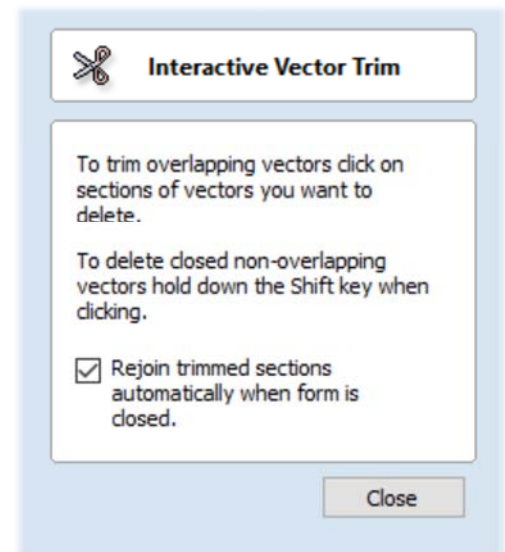 Interactive Vector Trim
To trim overlapping vectors click on
sections of vectors you want to
delete.
To delete closed non-overlapping
vectors hold down the Shift key when
clicking.
Rejoin trimmed sections
automatically when form is
closed.
Close